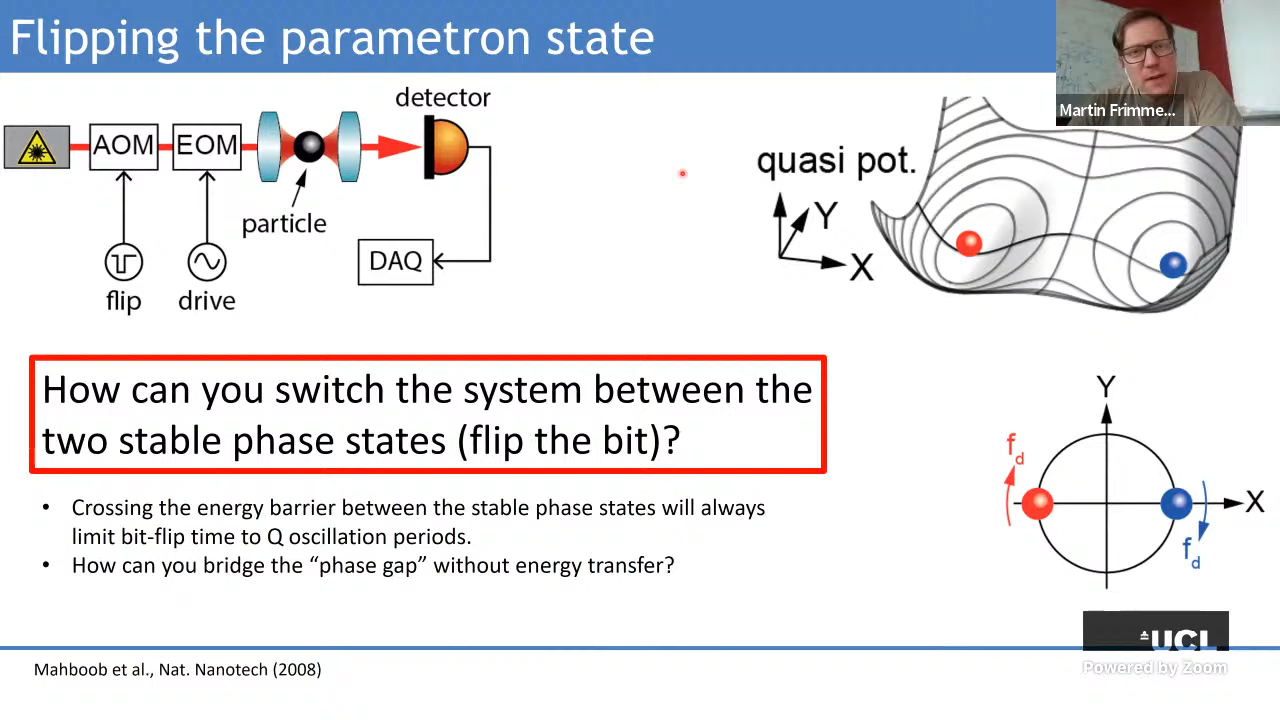 Flipping the parametron state
Martin Frimme...
detector
AOM
EOM
particle
DAQ
flip
drive
quasi pot.
Y
X
How can you switch the system between the
two stable phase states (flip the bit)?
• Crossing the energy barrier between the stable phase states will always
limit bit-flip time to Q oscillation periods.
• How can you bridge the “phase gap” without energy transfer?
Y
fd
X
fd
UCL
Powered by Zoom
Mahboob et al., Nat. Nanotech (2008)